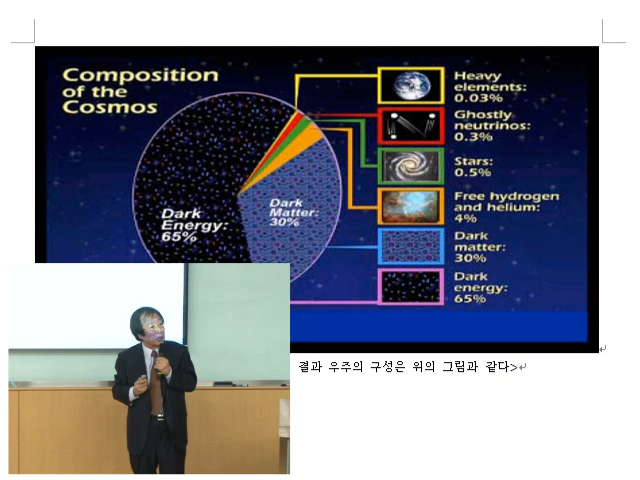 Composition
of the
Cosmos
Heavy
elements:
0.03%
Ghostly
neutrinos:
0.3%
Stars:
0.5%
Free hydrogen
and helium:
4%
Dark
matter:
30%
Dark
energy:
65%
Dark
Energy:
65%
Dark
Matter:
30%
결과 우주의 구성은 위의 그림과 같다>